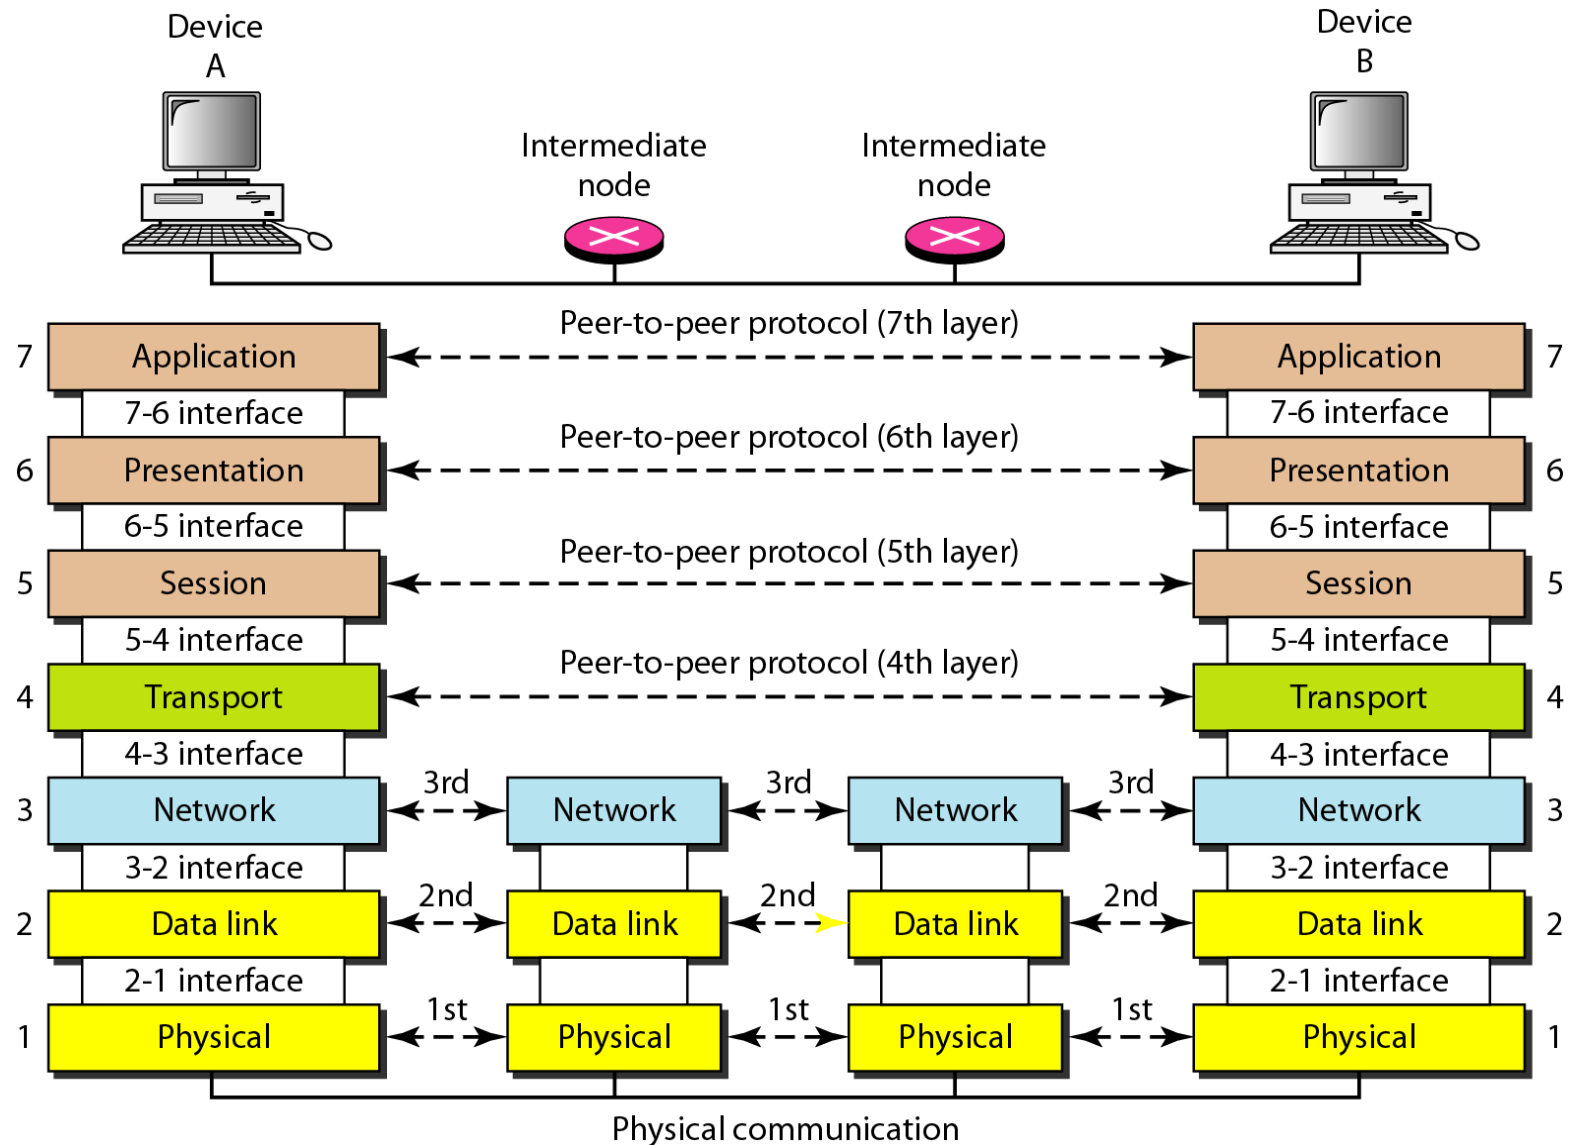 Device
A
Device
B
Intermediate
node
Intermediate
node
Peer-to-peer protocol (7th layer)
7
Application
Application
7
7-6 interface
7-6 interface
Peer-to-peer protocol (6th layer)
6
Presentation
Presentation
6
6-5 interface
6-5 interface
Peer-to-peer protocol (5th layer)
5
Session
Session
5
5-4 interface
5-4 interface
Peer-to-peer protocol (4th layer)
4
Transport
Transport
4
4-3 interface
4-3 interface
3
Network
3rd
Network
3rd
Network
3rd
Network
3
3-2 interface
3-2 interface
2
Data link
2nd
Data link
2nd
Data link
2nd
Data link
2
2-1 interface
2-1 interface
1
Physical
1st
Physical
1st
Physical
1st
Physical
1
Physical communication